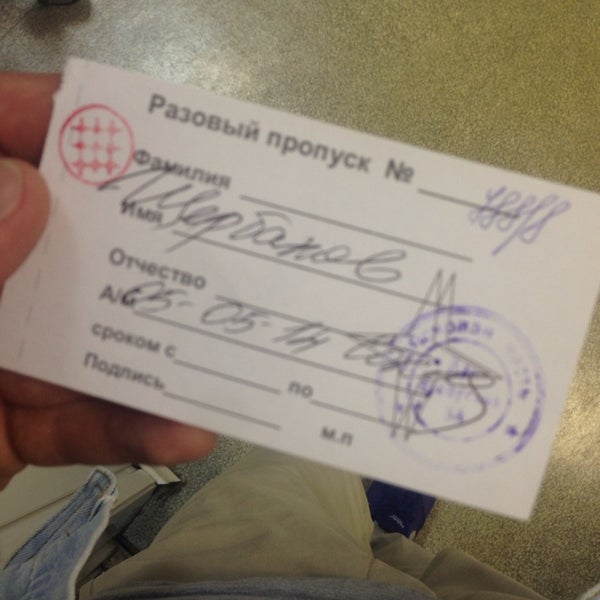 Разовый пропуск №
Фамилия
Щербаков
Имя
Отчество
А/С 05-05-14
сроком с по
Подпись
м.п